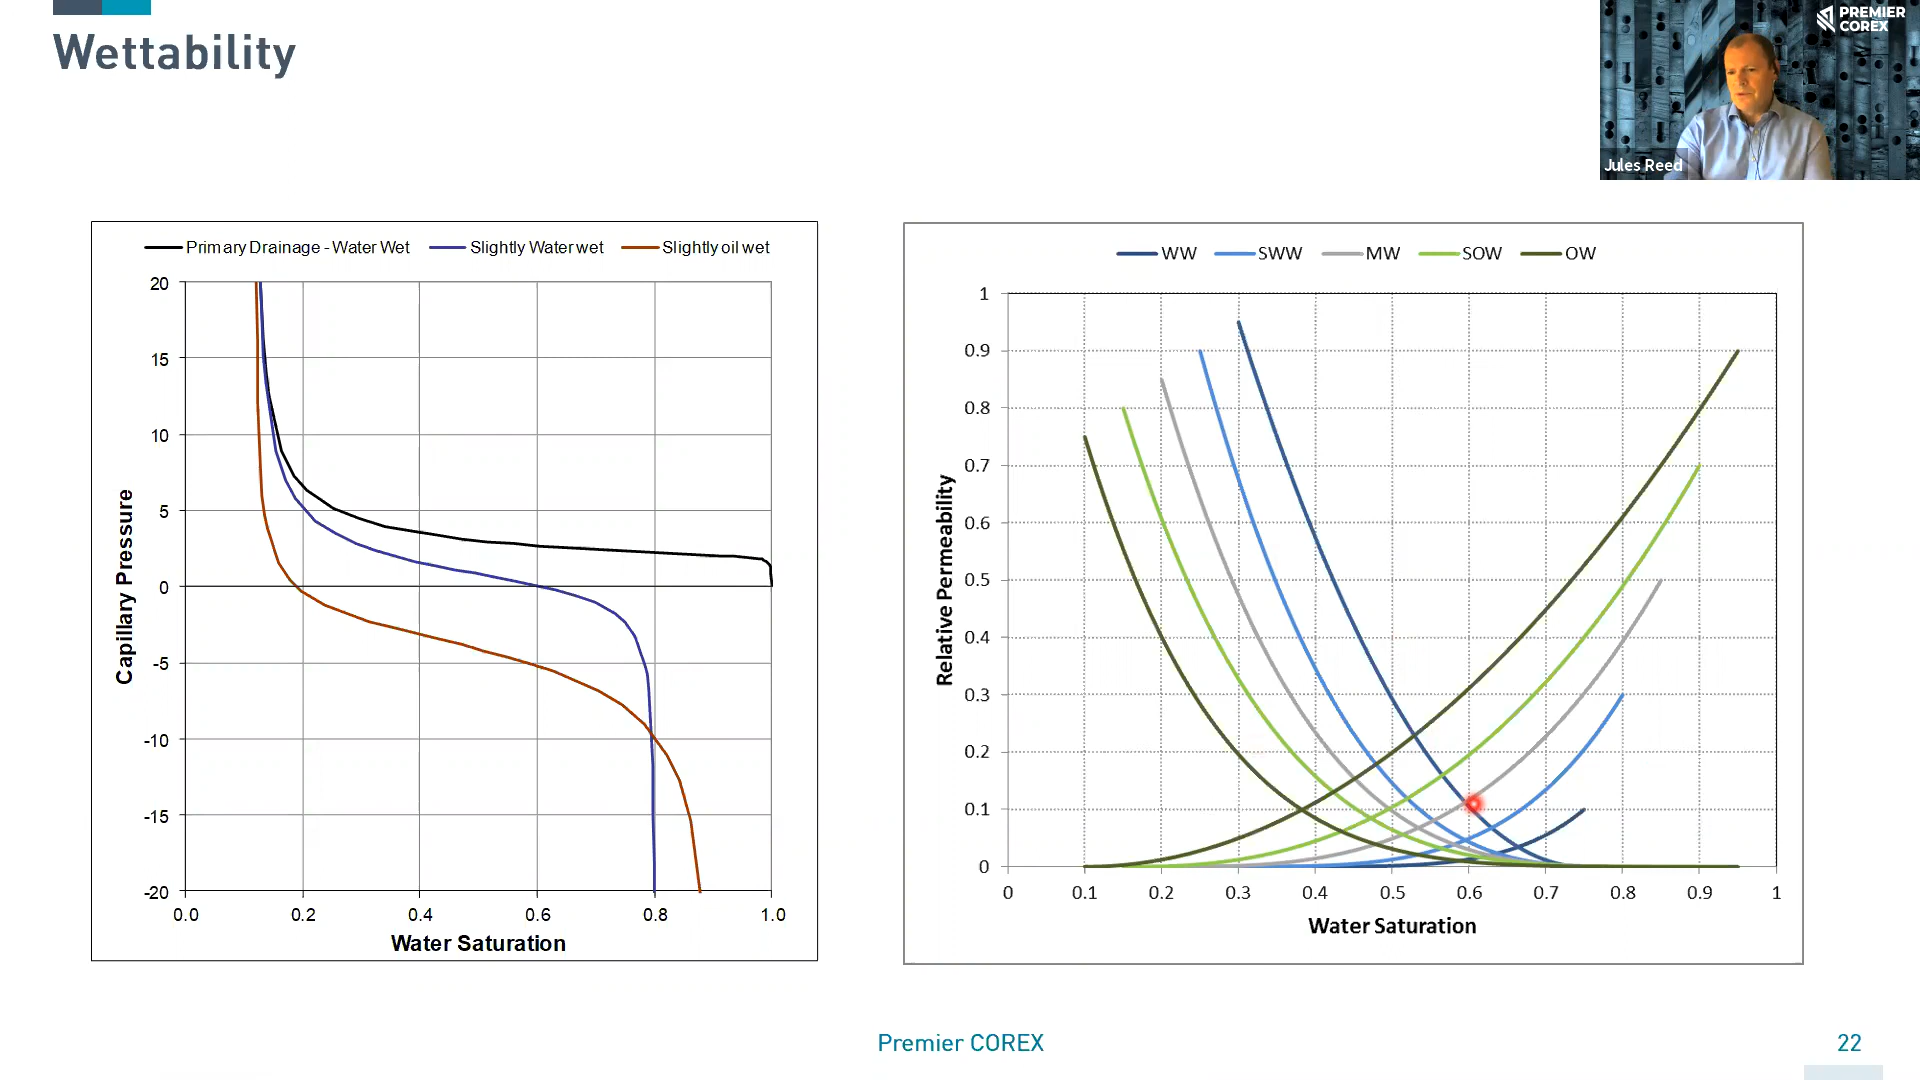 Wettability
PREMIER
COREX
Jules Reed
Primary Drainage - Water Wet Slightly Water wet Slightly oil wet
20
15
10
5
0
-5
-10
-15
-20
0.0 0.2 0.4 0.6 0.8 1.0
Capillary Pressure
Water Saturation
WW SWW MW SOW OW
1
0.9
0.8
0.7
0.6
0.5
0.4
0.3
0.2
0.1
0
0 0.1 0.2 0.3 0.4 0.5 0.6 0.7 0.8 0.9 1
Relative Permeability
Water Saturation
Premier COREX
22